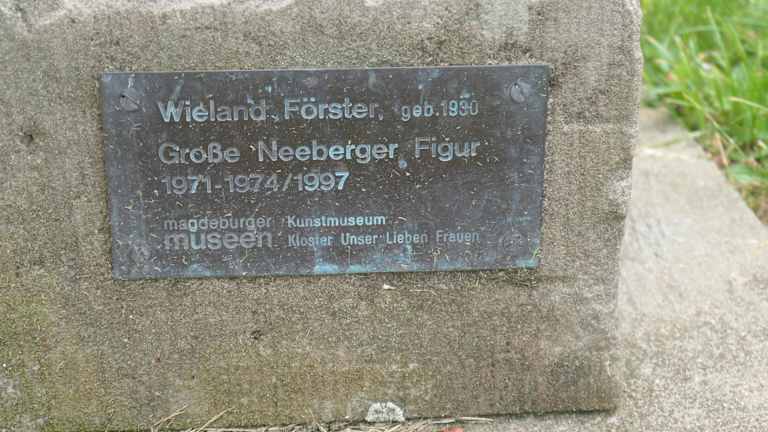 Wieland Förster, geb.1930
Große Neeberger Figur
1971-1974/1997
magdeburger Kunstmuseum
museen Kloster Unser Lieben Frauen